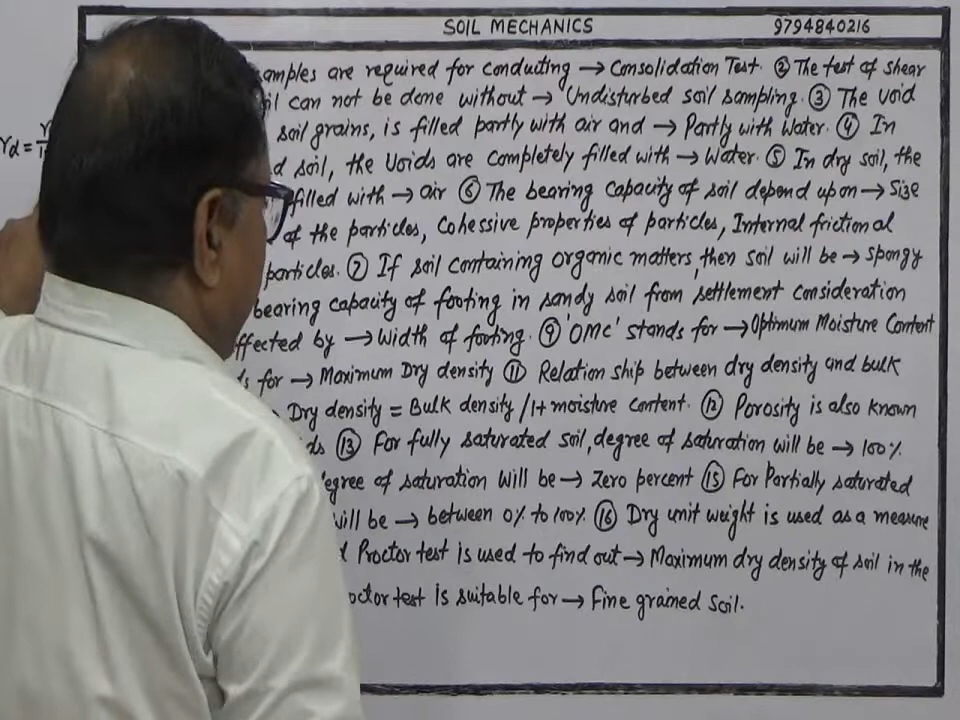 SOIL MECHANICS 9794840216
amples are required for conducting → Consolidation Test. ② The test of shear
il can not be done without → Undisturbed soil sampling. ③ The void
soil grains, is filled partly with air and → Partly with Water. ④ In
d soil, the voids are completely filled with → Water. ⑤ In dry soil, the
filled with → air ⑥ The bearing capacity of soil depend upon → Size
of the particles, Cohessive properties of particles, Internal frictional
particles. ⑦ If soil containing organic matters, then soil will be → Spongy
bearing capacity of footing in sandy soil from settlement consideration
ffected by → Width of footing. ⑨ 'OMC' stands for → Optimum Moisture Content
ds for → Maximum Dry density ⑪ Relation ship between dry density and bulk
Dry density = Bulk density / 1+ moisture content. ⑫ Porosity is also known
ids ⑬ For fully saturated soil, degree of saturation will be → 100%.
egree of saturation will be → Zero percent ⑮ For Partially saturated
will be → between 0% to 100% ⑯ Dry unit weight is used as a measure
d Proctor test is used to find out → Maximum dry density of soil in the
octor test is suitable for → Fine grained soil.